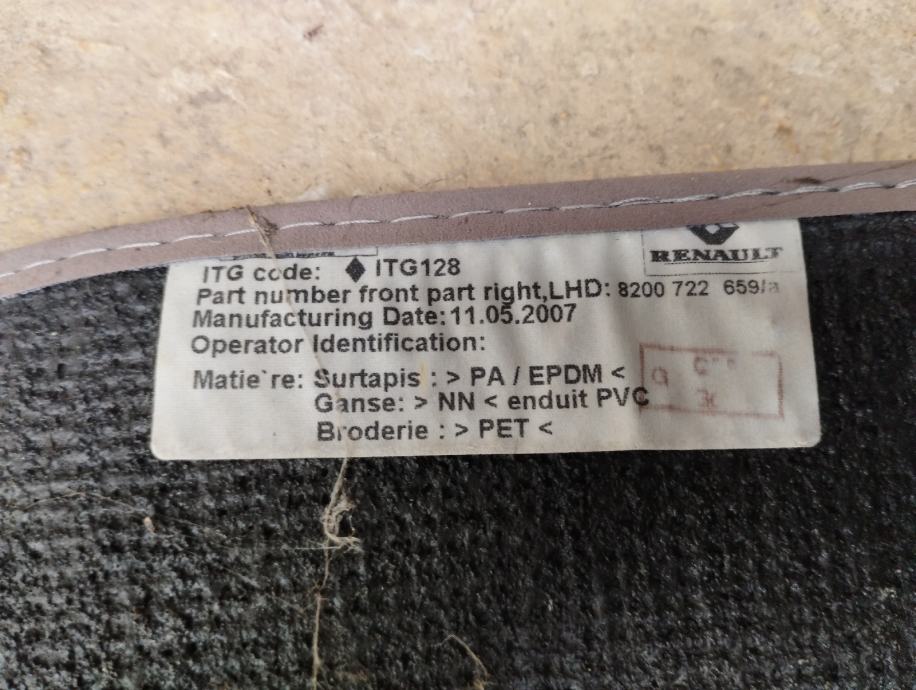 RENAULT
ITG code: ♦ ITG128
Part number front part right,LHD: 8200 722 659/a
Manufacturing Date:11.05.2007
Operator Identification:
Matie`re: Surtapis : > PA / EPDM <
Ganse: > NN < enduit PVC
Broderie : > PET <